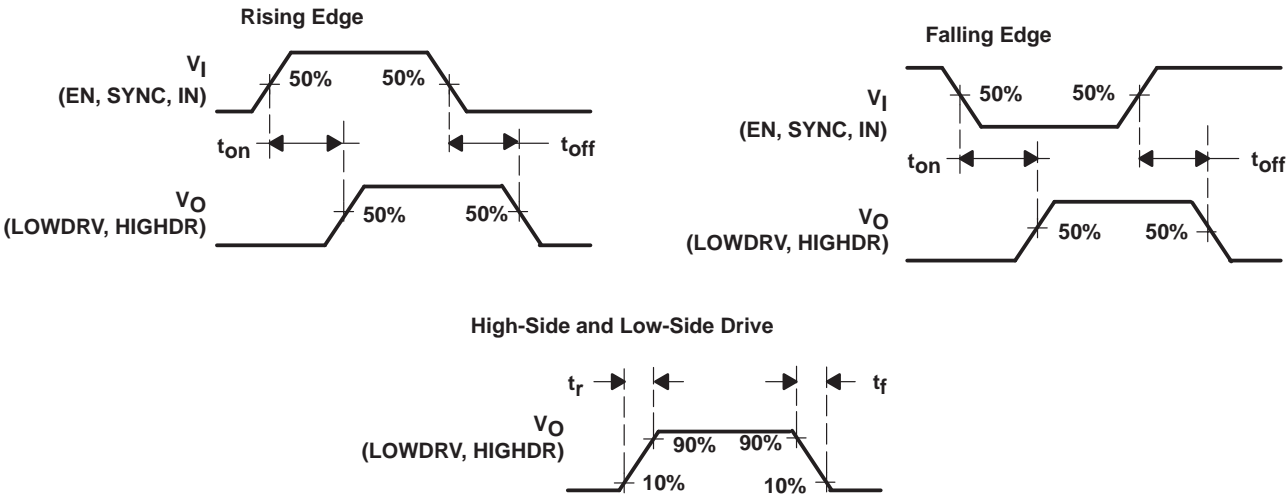 Rising Edge
VI
(EN, SYNC, IN)
50%
50%
ton
toff
VO
(LOWDRV, HIGHDR)
50%
50%
Falling Edge
VI
(EN, SYNC, IN)
50%
50%
ton
toff
VO
(LOWDRV, HIGHDR)
50%
50%
High-Side and Low-Side Drive
tr
tf
VO
(LOWDRV, HIGHDR)
90%
90%
10%
10%